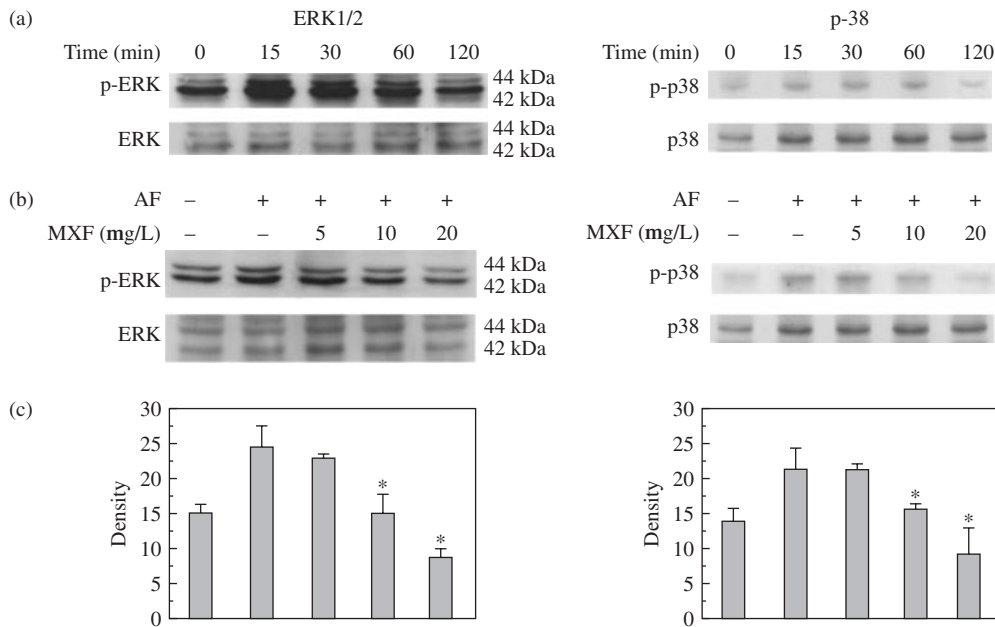 (a) ERK1/2 p-38
Time (min) 0 15 30 60 120 Time (min) 0 15 30 60 120
p-ERK 44 kDa p-p38
42 kDa
ERK 44 kDa p38
42 kDa
(b) AF – + + + + AF – + + + +
MXF (mg/L) – – 5 10 20 MXF (mg/L) – – 5 10 20
p-ERK 44 kDa p-p38
42 kDa
ERK 44 kDa p38
42 kDa
(c) 30 30
25 25
20 20
Density 15 * Density 15 *
10 * 10 *
5 5
0 0